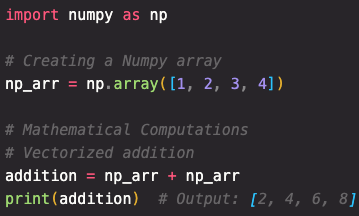 import numpy as np
# Creating a Numpy array
np_arr = np.array([1, 2, 3, 4])
# Mathematical Computations
# Vectorized addition
addition = np_arr + np_arr
print(addition)  # Output: [2, 4, 6, 8]